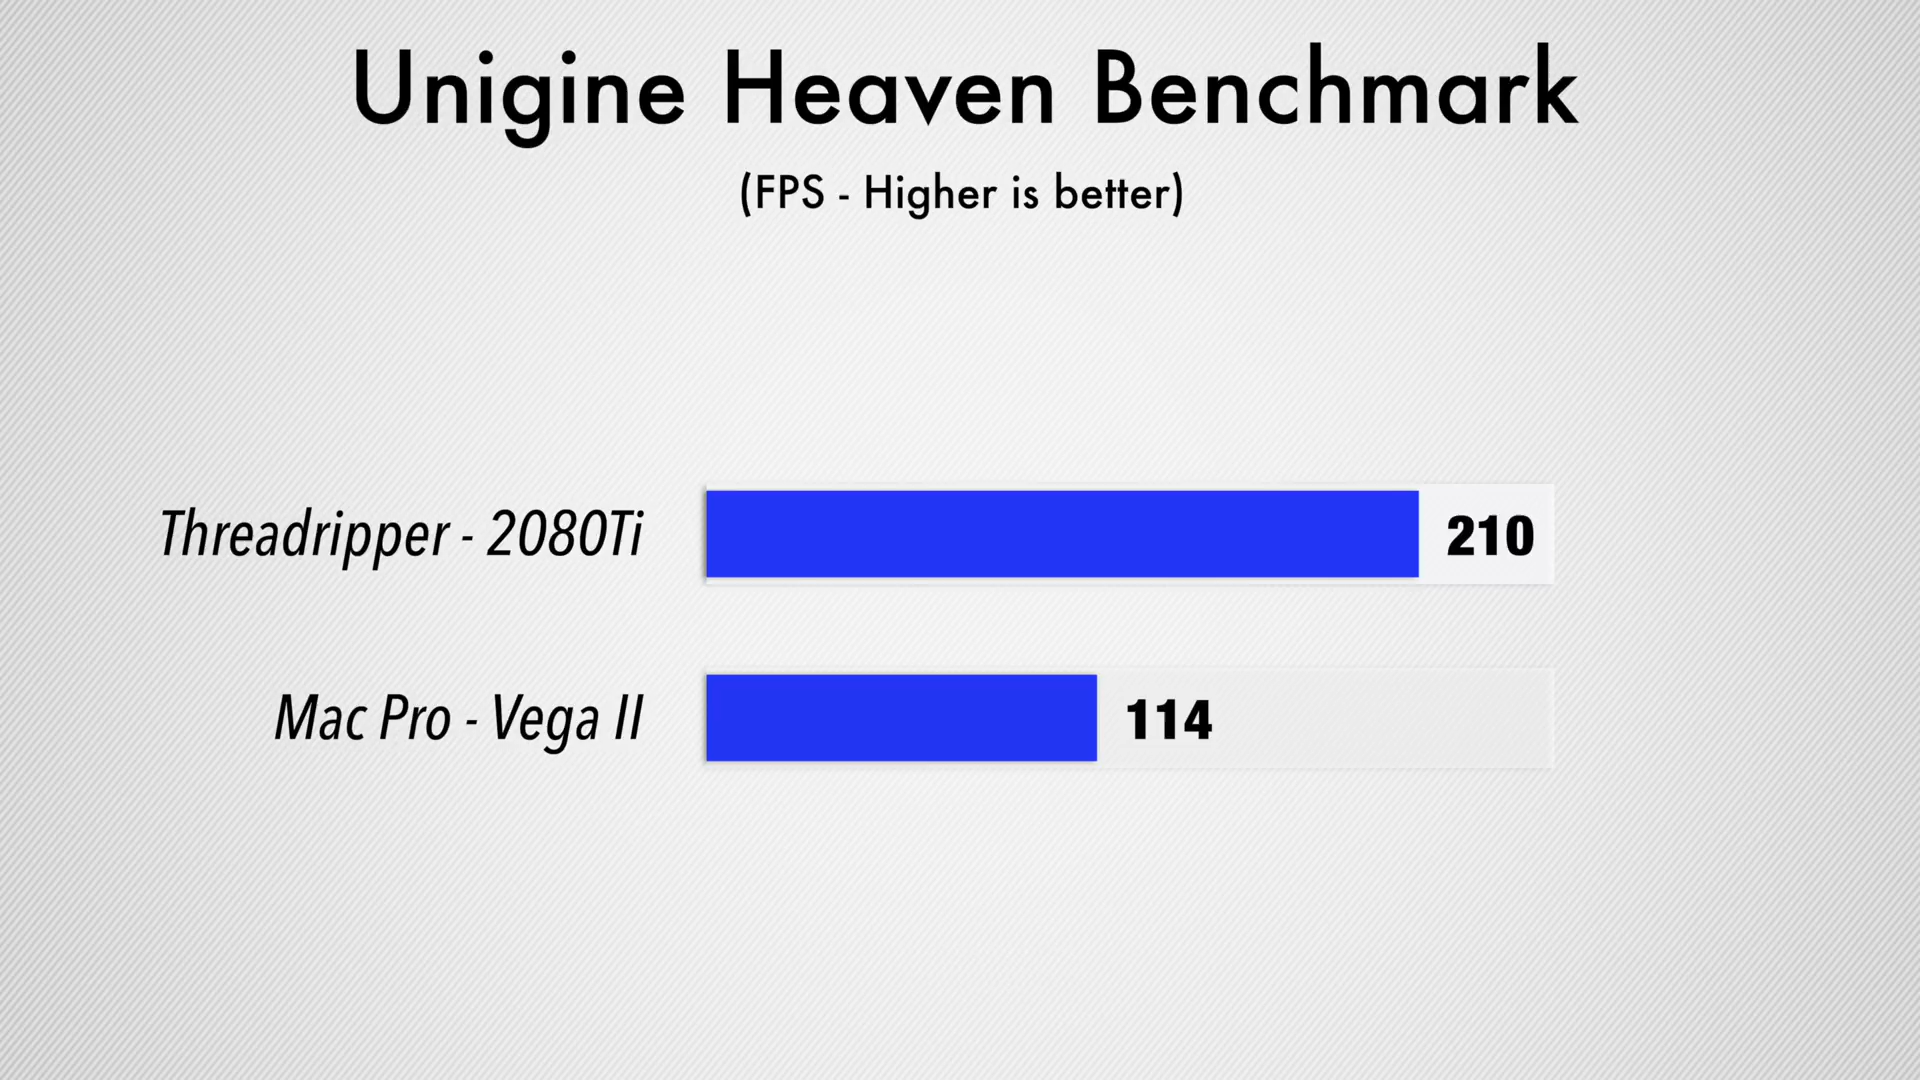 Unigine Heaven Benchmark
(FPS - Higher is better)
Threadripper - 2080Ti
210
Mac Pro - Vega II
114